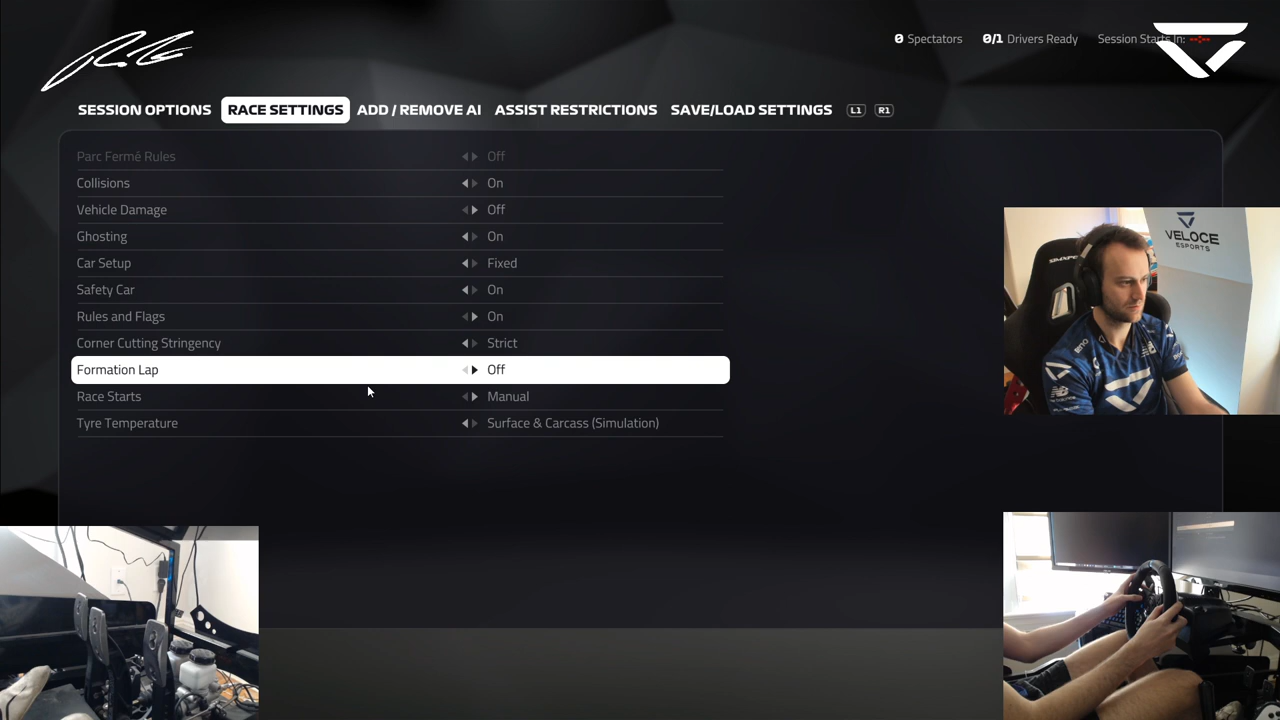 0 Spectators 0/1 Drivers Ready Session Starts In: --:--
SESSION OPTIONS RACE SETTINGS ADD / REMOVE AI ASSIST RESTRICTIONS SAVE/LOAD SETTINGS L1 R1
Parc Fermé Rules Off
Collisions On
Vehicle Damage Off
Ghosting On
Car Setup Fixed
Safety Car On
Rules and Flags On
Corner Cutting Stringency Strict
Formation Lap Off
Race Starts Manual
Tyre Temperature Surface & Carcass (Simulation)
VELOCE
ESPORTS